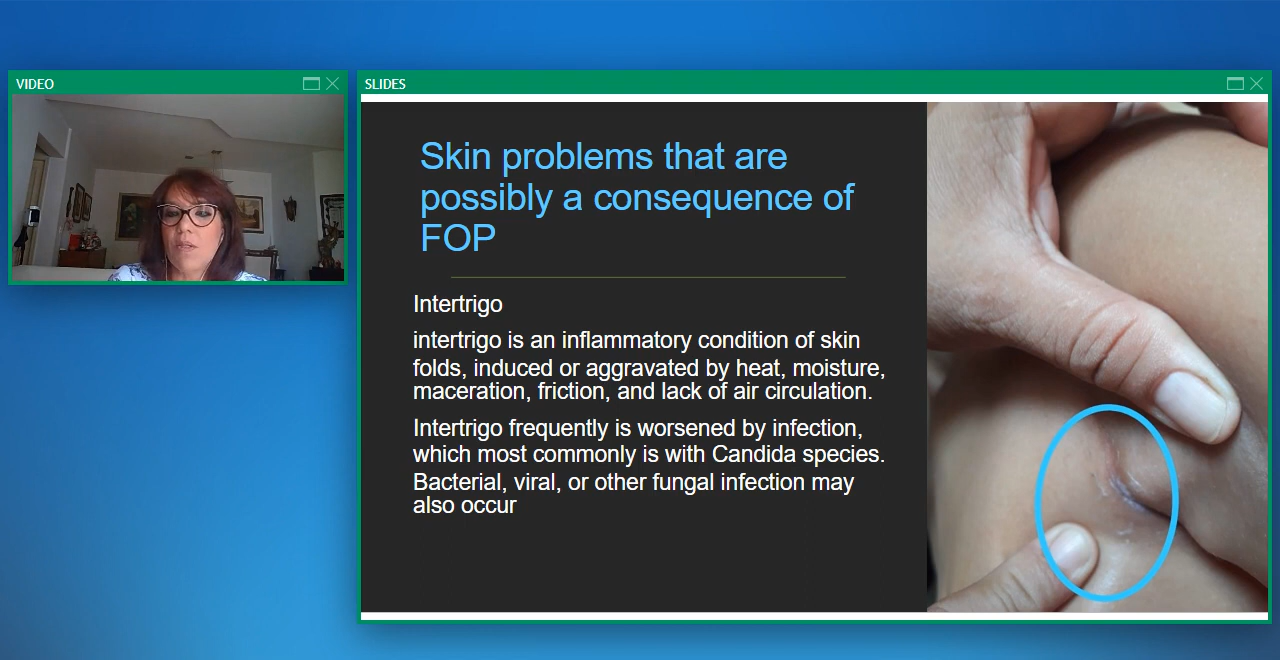 VIDEO
SLIDES
Skin problems that are
possibly a consequence of
FOP
Intertrigo
intertrigo is an inflammatory condition of skin
folds, induced or aggravated by heat, moisture,
maceration, friction, and lack of air circulation.
Intertrigo frequently is worsened by infection,
which most commonly is with Candida species.
Bacterial, viral, or other fungal infection may
also occur